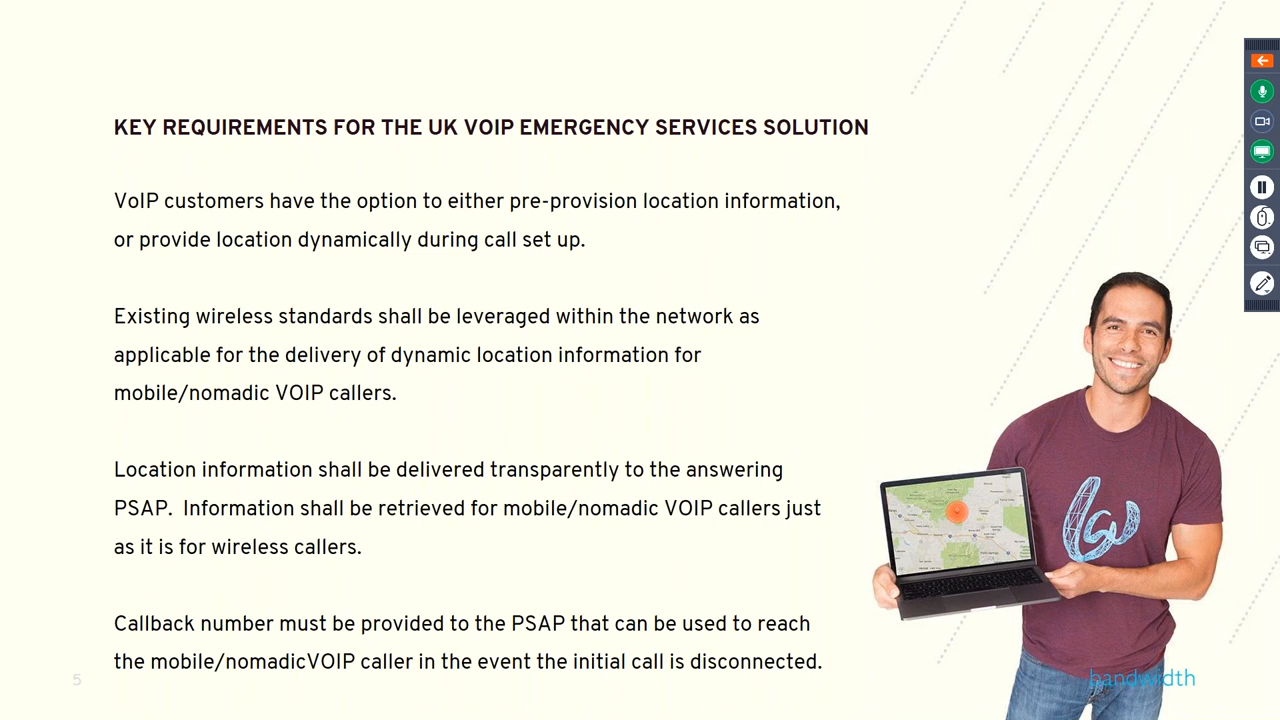 KEY REQUIREMENTS FOR THE UK VOIP EMERGENCY SERVICES SOLUTION
VoIP customers have the option to either pre-provision location information,
or provide location dynamically during call set up.
Existing wireless standards shall be leveraged within the network as
applicable for the delivery of dynamic location information for
mobile/nomadic VOIP callers.
Location information shall be delivered transparently to the answering
PSAP.  Information shall be retrieved for mobile/nomadic VOIP callers just
as it is for wireless callers.
Callback number must be provided to the PSAP that can be used to reach
the mobile/nomadicVOIP caller in the event the initial call is disconnected.
5
bandwidth